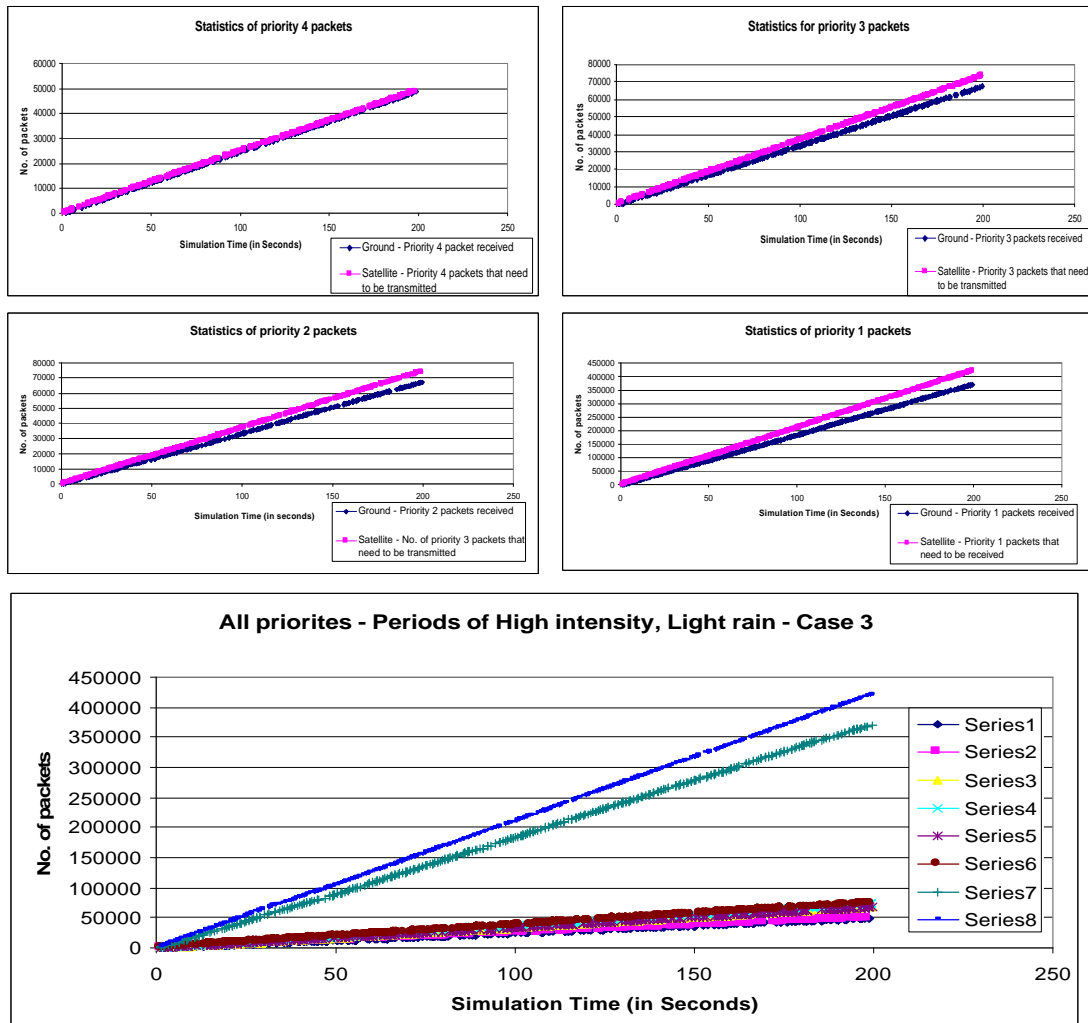 Statistics of priority 4 packets
No. of packets
60000
50000
40000
30000
20000
10000
0
0 50 100 150 200 250
Simulation Time (in Seconds)
Ground - Priority 4 packet received
Satellite - Priority 4 packets that need
to be transmitted
Statistics for priority 3 packets
No. of packets
80000
70000
60000
50000
40000
30000
20000
10000
0
0 50 100 150 200 250
Simulation Time (in Seconds)
Ground - Priority 3 packets received
Satellite - Priority 3 packets that need
to be transmitted
Statistics of priority 2 packets
No. of packets
80000
70000
60000
50000
40000
30000
20000
10000
0
0 50 100 150 200 250
Simulation Time (in seconds)
Ground - Priority 2 packets received
Satellite - No. of priority 3 packets that
need to be transmitted
Statistics of priority 1 packets
No. of packets
450000
400000
350000
300000
250000
200000
150000
100000
50000
0
0 50 100 150 200 250
Simulation Time (in Seconds)
Ground - Priority 1 packets received
Satellite - Priority 1 packets that
need to be received
All priorites - Periods of High intensity, Light rain - Case 3
No. of packets
450000
400000
350000
300000
250000
200000
150000
100000
50000
0
0 50 100 150 200 250
Simulation Time (in Seconds)
Series1
Series2
Series3
Series4
Series5
Series6
Series7
Series8